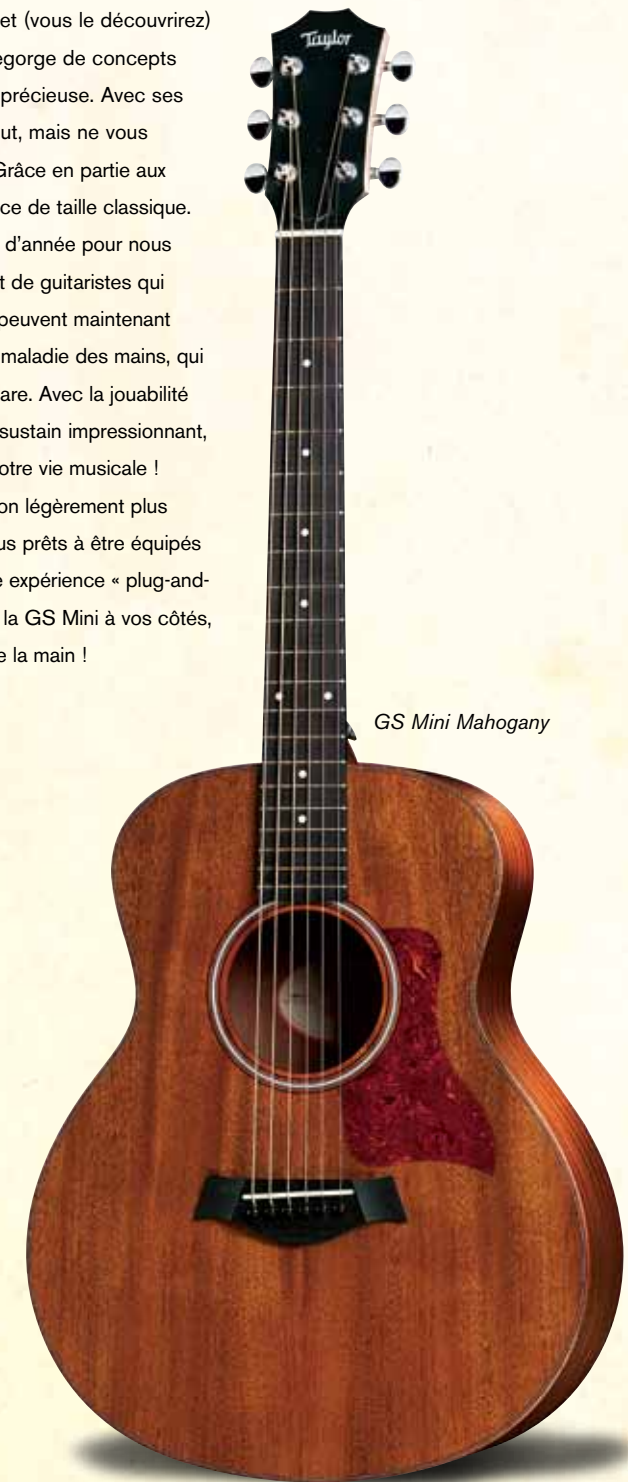 et (vous le découvrirez)
egorge de concepts
précieuse. Avec ses
ut, mais ne vous
Grâce en partie aux
ce de taille classique.
d’année pour nous
t de guitaristes qui
peuvent maintenant
maladie des mains, qui
are. Avec la jouabilité
sustain impressionnant,
otre vie musicale !
on légèrement plus
us prêts à être équipés
e expérience « plug-and-
la GS Mini à vos côtés,
e la main !
Taylor
GS Mini Mahogany